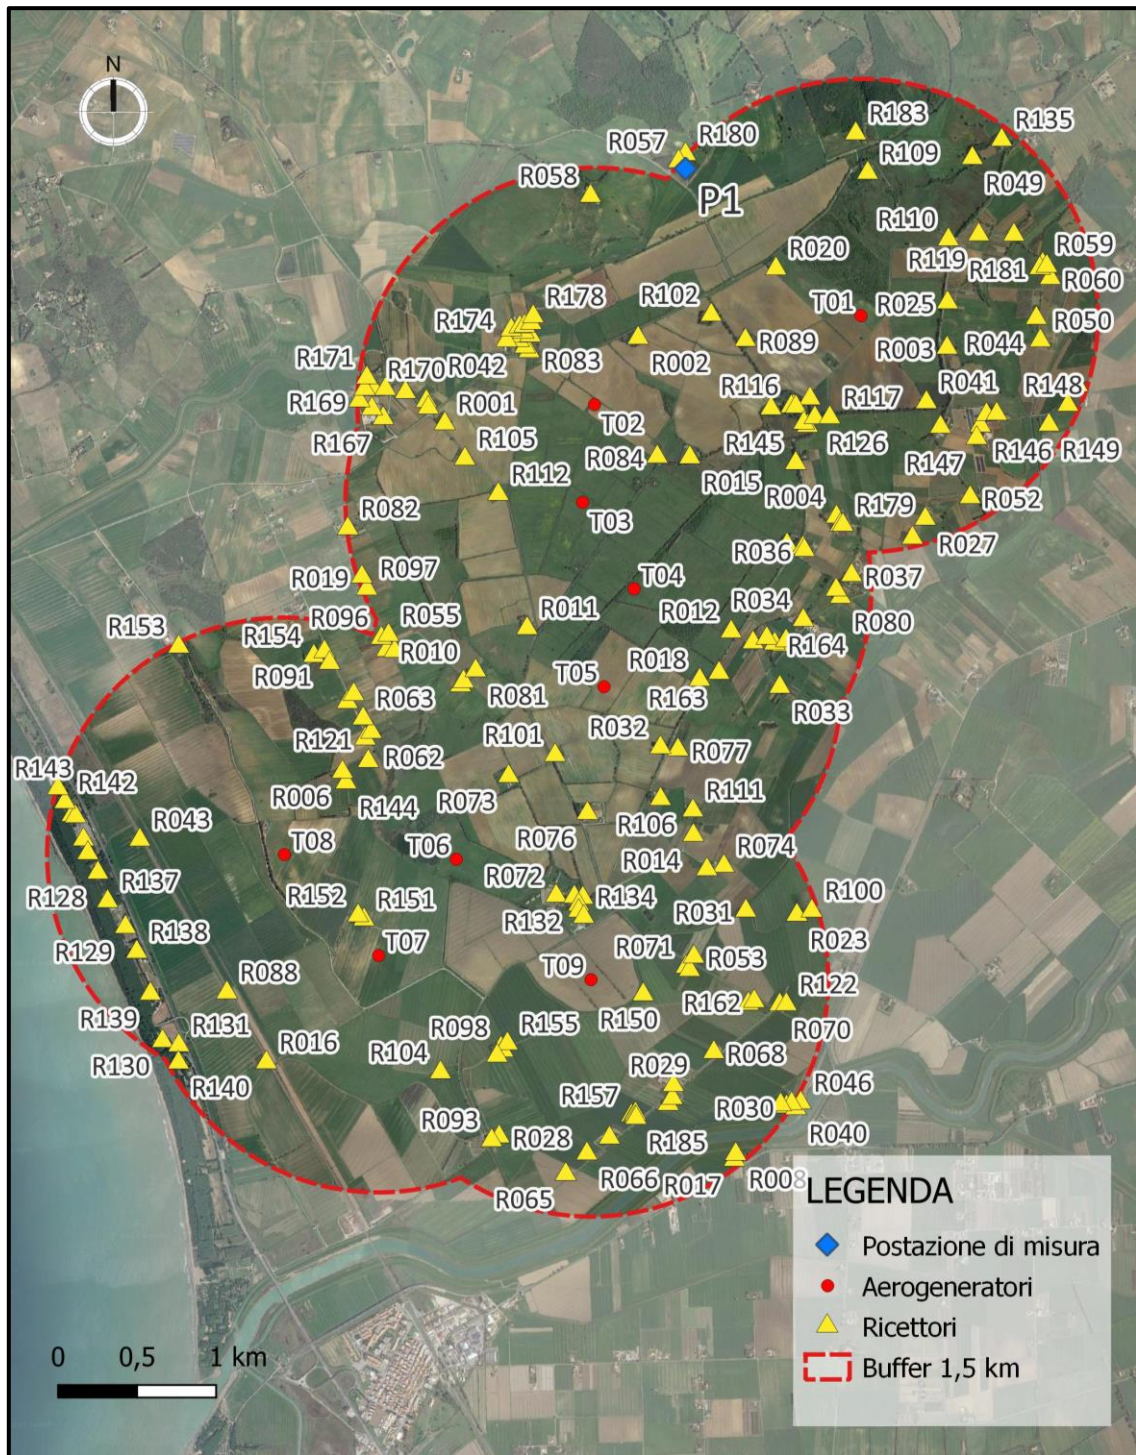 N
R183
R135
R180
R057
R109
R058
R049
P1
R110
R059
R020
R119
R181
R060
R178
R102
T01
R025
R174
R050
R089
R083
R002
R003
R044
R171
R170
R042
R041
R148
R116
R117
R169
R001
T02
R105
R145
R126
R167
R084
R146
R149
R147
R112
R015
R004
R179
R052
T03
R082
R036
R027
R019
R097
T04
R037
R096
R055
R011
R012
R034
R080
R153
R154
R010
R164
R091
R018
R063
R081
T05
R163
R033
R121
R101
R032
R077
R062
R143
R142
R006
R144
R073
R111
R043
R076
R106
T08
T06
R014
R074
R137
R072
R128
R152
R151
R134
R100
R132
R031
R138
R023
R129
T07
R071
R053
R088
T09
R122
R139
R150
R162
R131
R098
R155
R070
R016
R104
R029
R068
R130
R140
R157
R046
R093
R030
R028
R185
R040
R066
R017
R008
R065
LEGENDA
Postazione di misura
Aerogeneratori
Ricettori
Buffer 1,5 km
0 0,5 1 km